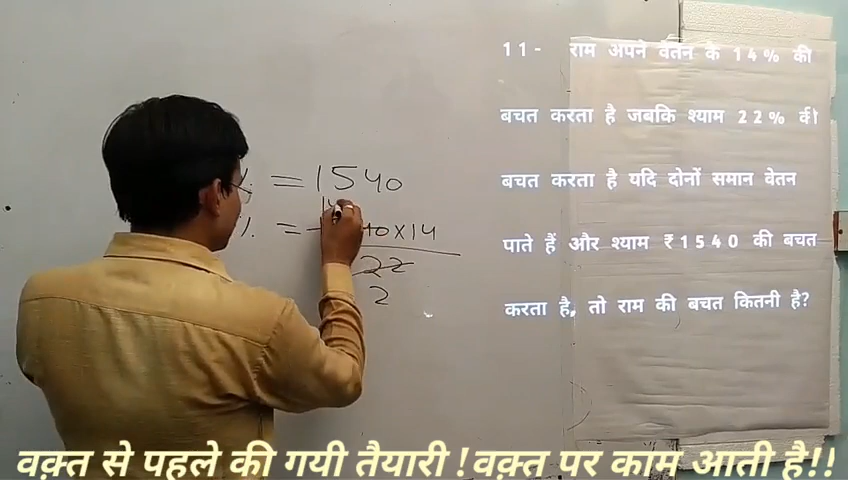 11- राम अपने वेतन के 14% की
बचत करता है जबकि श्याम 22% की
बचत करता है यदि दोनों समान वेतन
पाते हैं और श्याम ₹1540 की बचत
करता है, तो राम की बचत कितनी है?
% = 1540
% =
40x14
22
2
वक़्त से पहले की गयी तैयारी ! वक़्त पर काम आती है!!